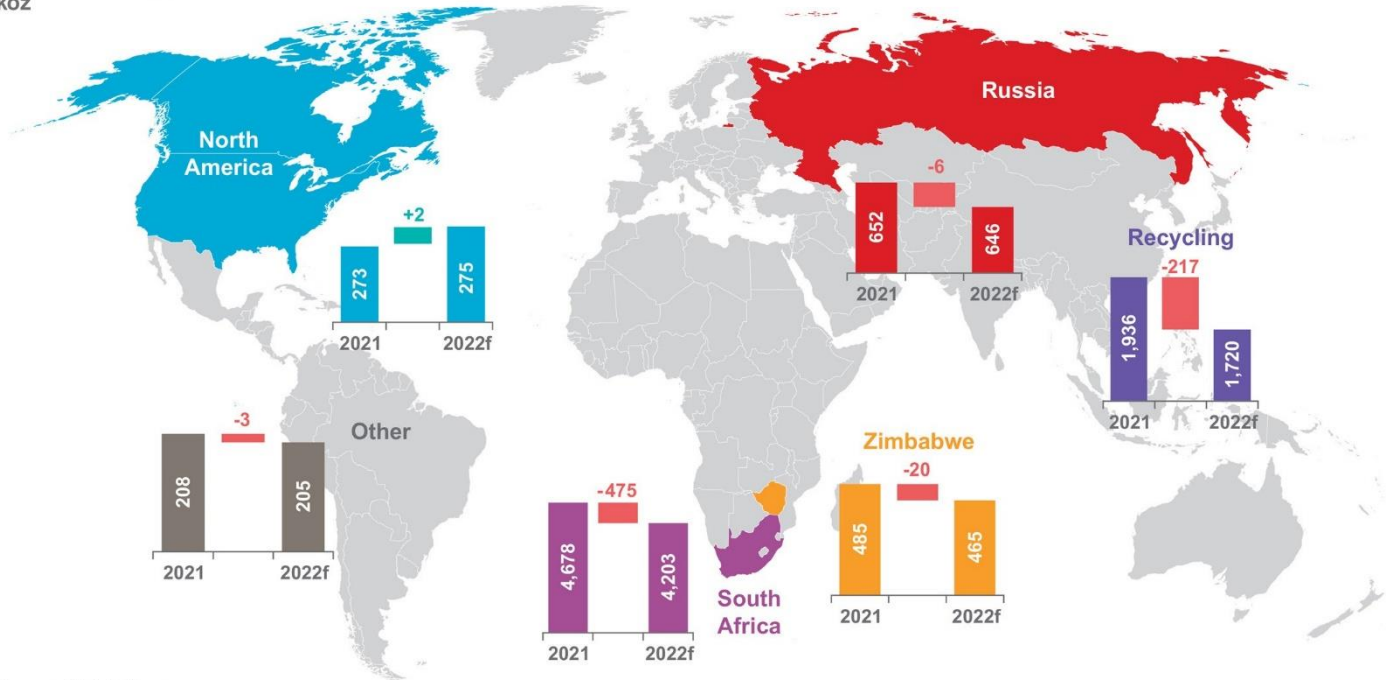 koz
Russia
North
America
-6
652
646
2021
2022f
+2
273
275
2021
2022f
Recycling
-217
1,936
1,720
2021
2022f
-3
Other
208
205
2021
2022f
Zimbabwe
-20
485
465
2021
2022f
-475
4,678
4,203
South
Africa
2021
2022f